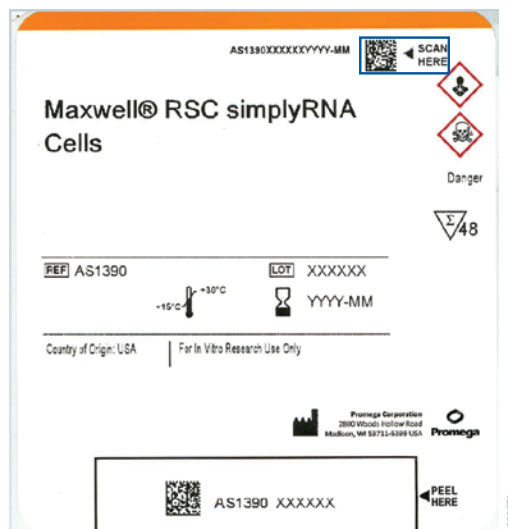 AS1390XXXXXXYYYY-MM
SCAN
HERE
Maxwell® RSC simplyRNA
Cells
Danger
Σ
48
REF AS1390
LOT XXXXXX
+30°C
+15°C
YYYY-MM
Country of Origin: USA
For In Vitro Research Use Only
Promega Corporation
2800 Woods Hollow Road
Madison, WI 53711-5399 USA
Promega
AS1390 XXXXXX
PEEL
HERE